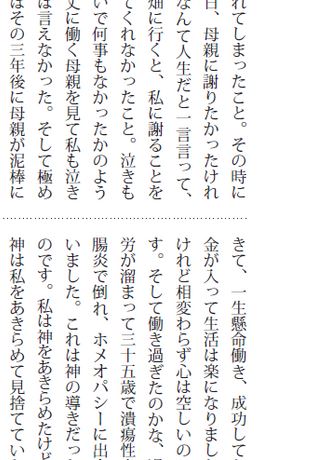 れてしまったこと。その時に
日、母親に謝りたかったけれ
なんて人生だと一言言って、
畑に行くと、私に謝ることを
てくれなかったこと。泣きも
いで何事もなかったかのよう
丈に働く母親を見て私も泣き
は言えなかった。そして極め
はその三年後に母親が泥棒に
きて、一生懸命働き、成功して
金が入って生活は楽になりまし
けれど相変わらず心は空しいの
す。そして働き過ぎたのかな、
労が溜まって三十五歳で潰瘍性
腸炎で倒れ、ホメオパシーに出
いました。これは神の導きだっ
のです。私は神をあきらめたけど
神は私をあきらめて見捨ててい